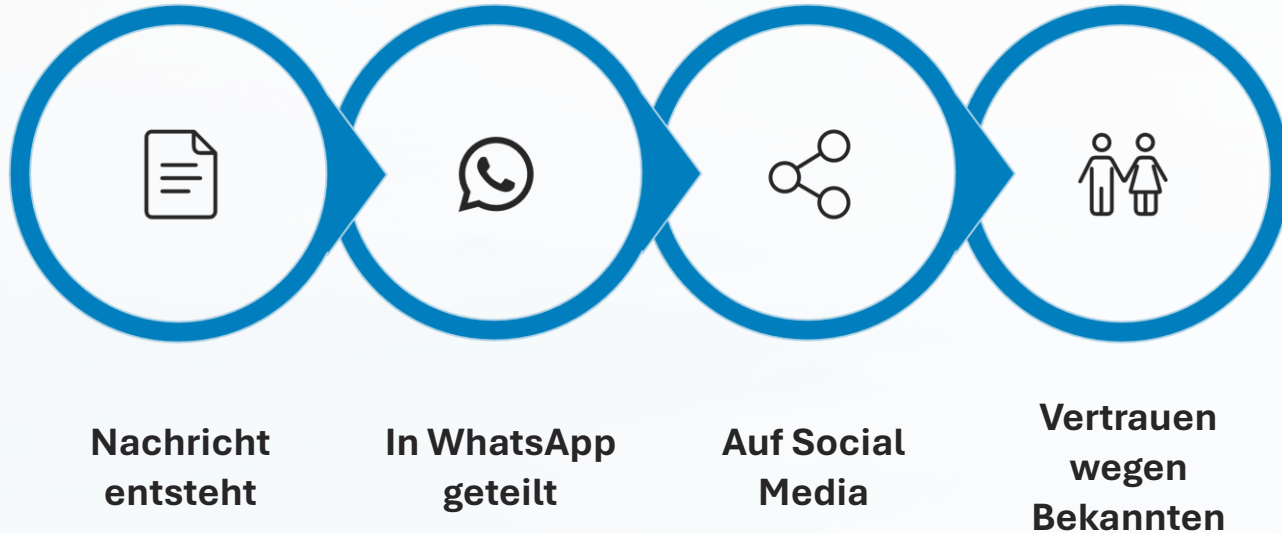 Nachricht
entsteht
In WhatsApp
geteilt
Auf Social
Media
Vertrauen
wegen
Bekannten